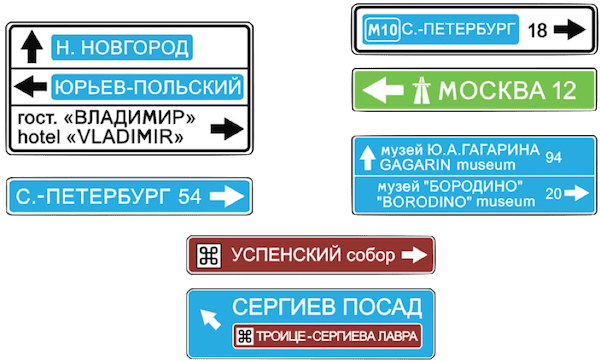 Н. НОВГОРОД
ЮРЬЕВ-ПОЛЬСКИЙ
гост. «ВЛАДИМИР»
hotel «VLADIMIR»
С.-ПЕТЕРБУРГ 54
M10 С.-ПЕТЕРБУРГ 18
МОСКВА 12
музей Ю.А.ГАГАРИНА 94
GAGARIN museum
музей "БОРОДИНО" 20
"BORODINO" museum
УСПЕНСКИЙ собор
СЕРГИЕВ ПОСАД
ТРОИЦЕ-СЕРГИЕВА ЛАВРА